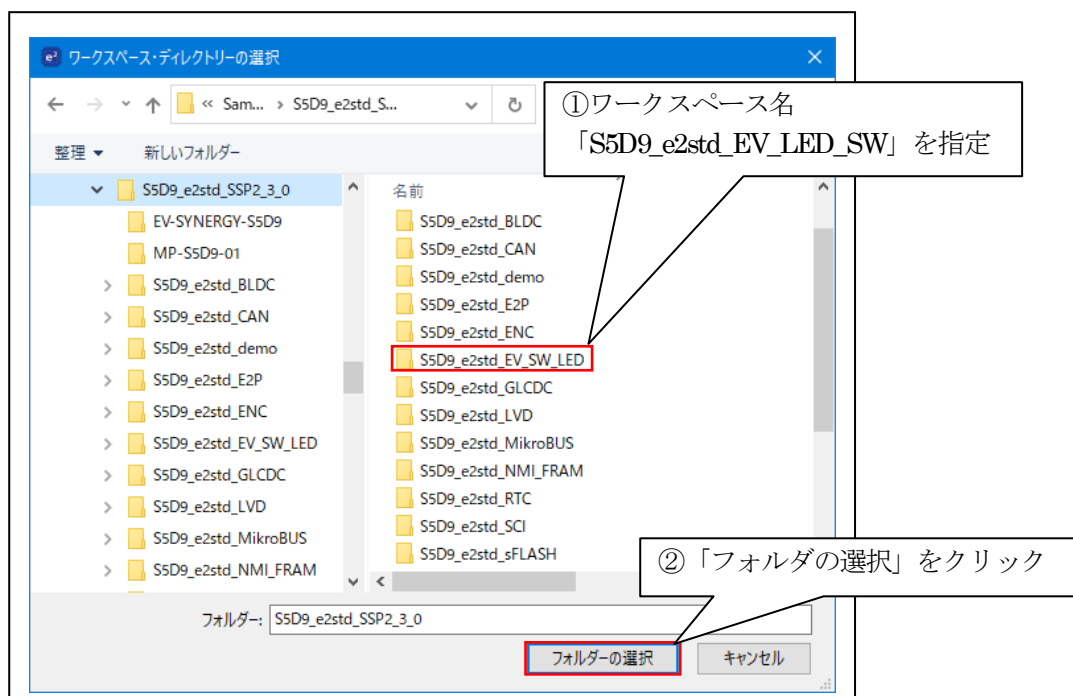 ワークスペース・ディレクトリーの選択
« Sam... › S5D9_e2std_S...
①ワークスペース名
「S5D9_e2std_EV_LED_SW」を指定
整理 新しいフォルダー
S5D9_e2std_SSP2_3_0
EV-SYNERGY-S5D9
MP-S5D9-01
S5D9_e2std_BLDC
S5D9_e2std_CAN
S5D9_e2std_demo
S5D9_e2std_E2P
S5D9_e2std_ENC
S5D9_e2std_EV_SW_LED
S5D9_e2std_GLCDC
S5D9_e2std_LVD
S5D9_e2std_MikroBUS
S5D9_e2std_NMI_FRAM
名前
S5D9_e2std_BLDC
S5D9_e2std_CAN
S5D9_e2std_demo
S5D9_e2std_E2P
S5D9_e2std_ENC
S5D9_e2std_EV_SW_LED
S5D9_e2std_GLCDC
S5D9_e2std_LVD
S5D9_e2std_MikroBUS
S5D9_e2std_NMI_FRAM
S5D9_e2std_RTC
S5D9_e2std_SCI
S5D9_e2std_sFLASH
②「フォルダの選択」をクリック
フォルダー: S5D9_e2std_SSP2_3_0
フォルダーの選択 キャンセル